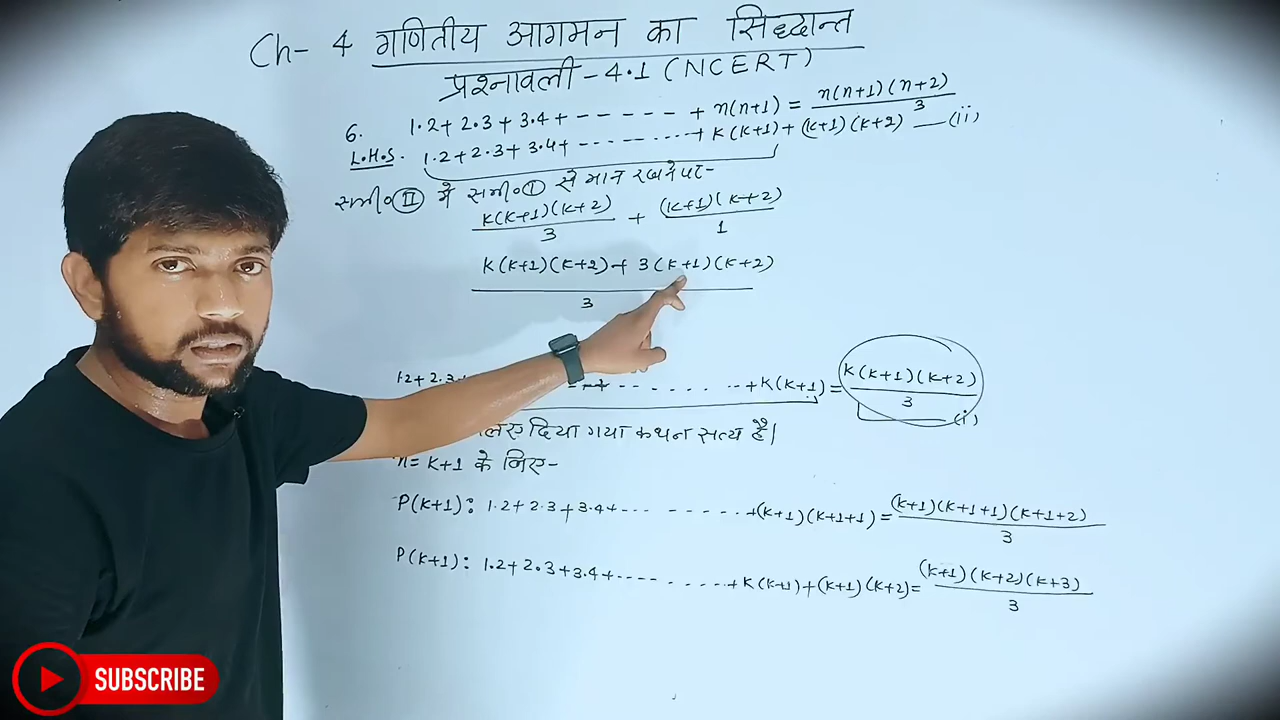 Ch- 4 गणितीय आगमन का सिद्धान्त
प्रश्नावली - 4.1 (NCERT)
6. 1.2+ 2.3 + 3.4+ ------ + n(n+1) = n(n+1)(n+2)/3
L.H.S. 1.2+2.3+ 3.4+ ---------+ K(K+1)+(K+1)(K+2) —(ii)
समी० II में समी० I से मान रखने पर-
K(K+1)(K+2)/3 + (K+1)(K+2)/1
K(K+1)(K+2)+ 3(K+1)(K+2)/3
1.2+ 2.3+ ...... +K(K+1) = K(K+1)(K+2)/3 —(i)
लिए दिया गया कथन सत्य है।
n= K+1 के लिए-
P(K+1): 1.2+ 2.3+3.4+--- ------+(K+1)(K+1+1)=(K+1)(K+1+1)(K+1+2)/3
P(K+1): 1.2+ 2.3+3.4+---- ------+K(K+1)+(K+1)(K+2)=(K+1)(K+2)(K+3)/3
SUBSCRIBE